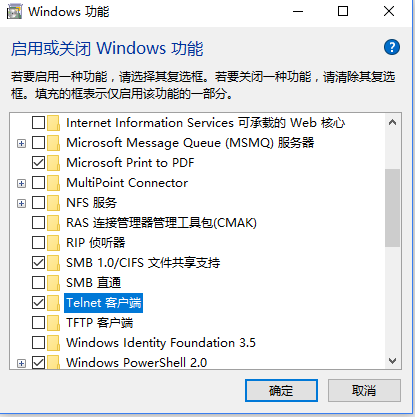 Windows 功能
启用或关闭 Windows 功能
若要启用一种功能，请选择其复选框。若要关闭一种功能，请清除其复选
框。填充的框表示仅启用该功能的一部分。
Internet Information Services 可承载的 Web 核心
Microsoft Message Queue (MSMQ) 服务器
Microsoft Print to PDF
MultiPoint Connector
NFS 服务
RAS 连接管理器管理工具包(CMAK)
RIP 侦听器
SMB 1.0/CIFS 文件共享支持
SMB 直通
Telnet 客户端
TFTP 客户端
Windows Identity Foundation 3.5
Windows PowerShell 2.0
确定
取消